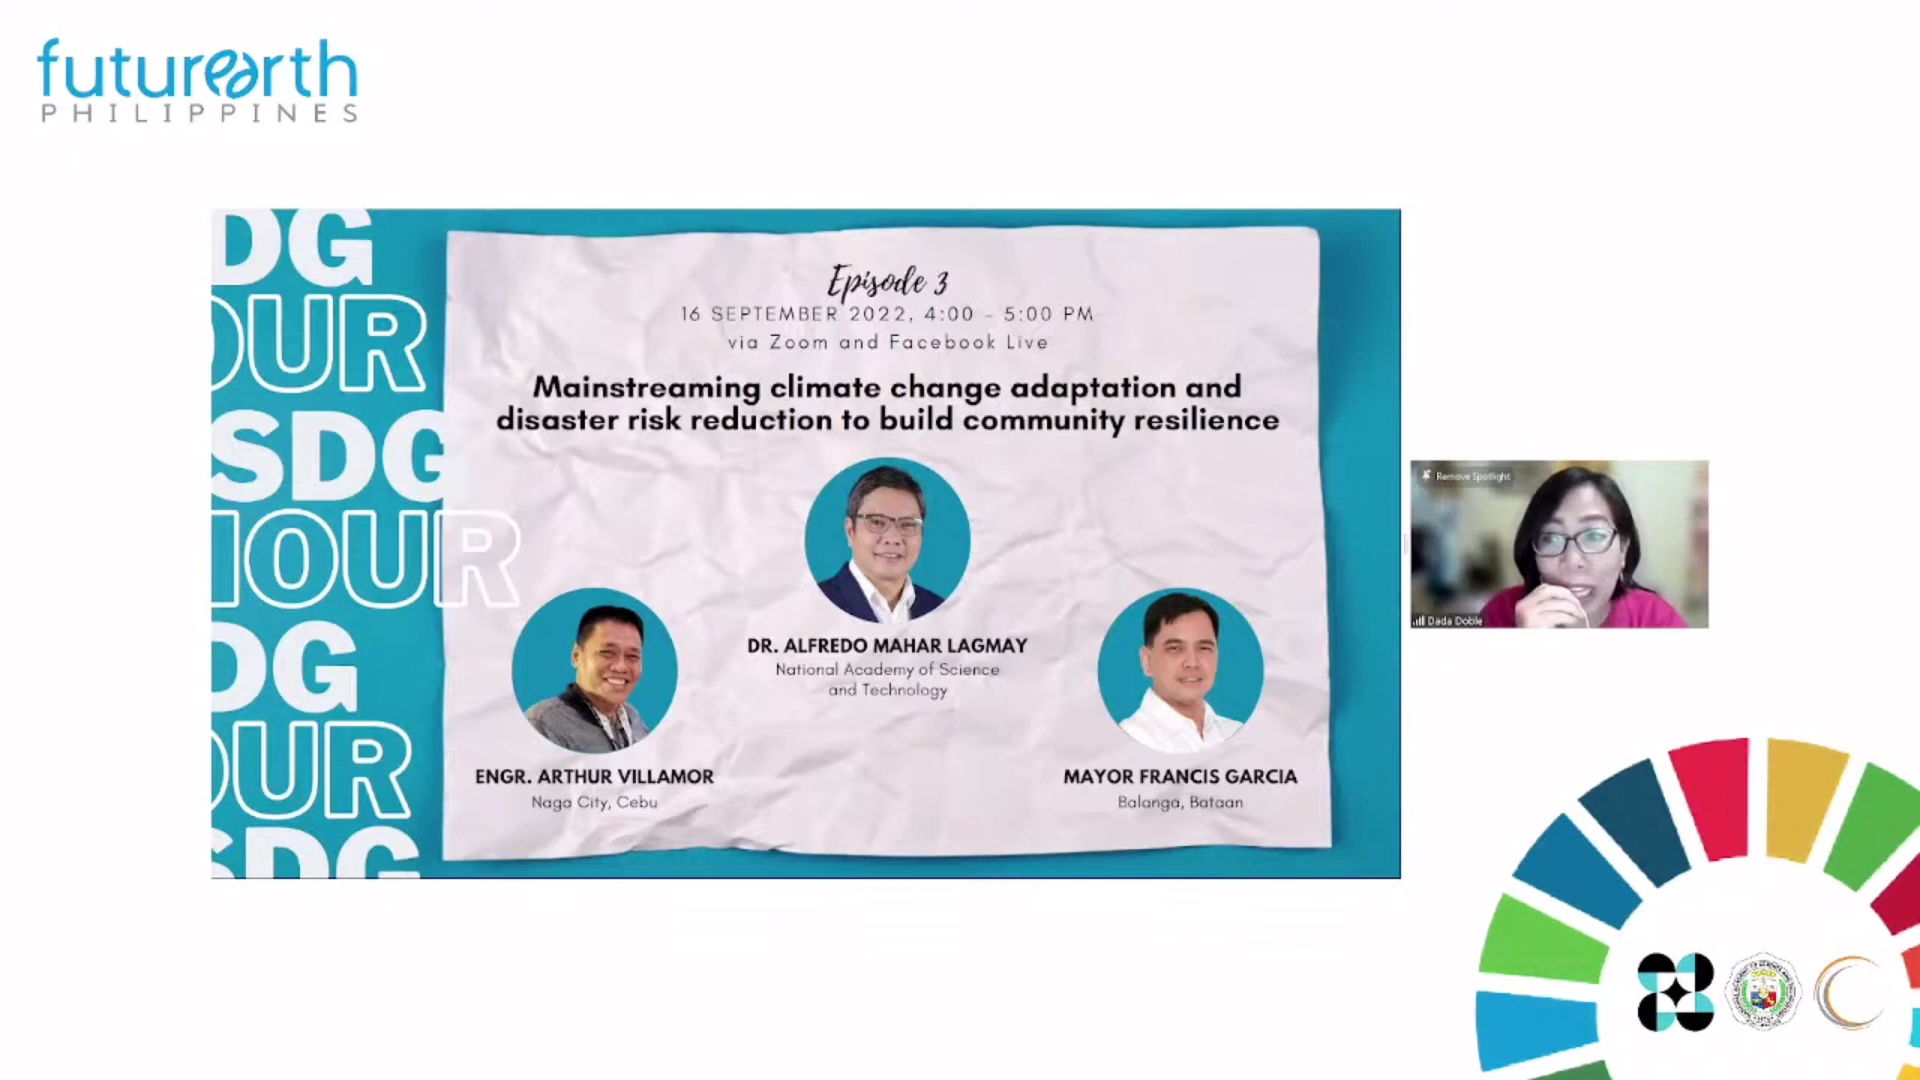 futurearth
PHILIPPINES
DG
OUR
SDG
HOUR
DG
OUR
SDG
Episode 3
16 SEPTEMBER 2022, 4:00 - 5:00 PM
via Zoom and Facebook Live
Mainstreaming climate change adaptation and
disaster risk reduction to build community resilience
DR. ALFREDO MAHAR LAGMAY
National Academy of Science
and Technology
ENGR. ARTHUR VILLAMOR
Naga City, Cebu
MAYOR FRANCIS GARCIA
Balanga, Bataan
Remove Spotlight
Dada Doble